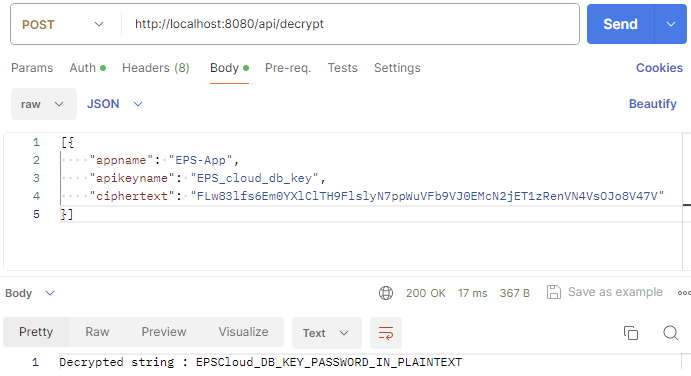 POST http://localhost:8080/api/decrypt Send
Params Auth Headers (8) Body Pre-req. Tests Settings Cookies
raw JSON Beautify
1 [{
2 "appname": "EPS-App",
3 "apikeyname": "EPS_cloud_db_key",
4 "ciphertext": "FLw83lfs6Em0YXlClTH9FlslyN7ppWuVFb9VJ0EMcN2jET1zRenVN4VsOJo8V47V"
5 }]
Body 200 OK 17 ms 367 B Save as example
Pretty Raw Preview Visualize Text
1 Decrypted string : EPSCloud_DB_KEY_PASSWORD_IN_PLAINTEXT